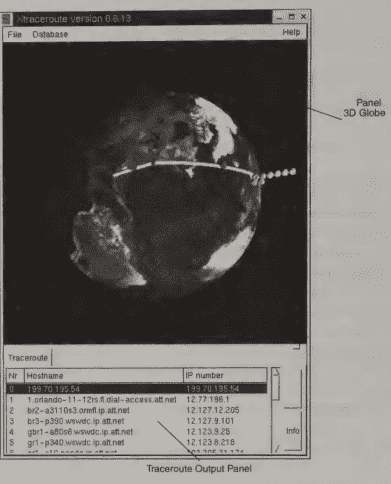 Xtraceroute version 0.8.13
File Database Help
Panel
3D Globe
Traceroute
Nr Hostname IP number
0 199.70.195.54 199.70.195.54
1 1.orlando-11-12rs.fl.dial-access.att.net 12.77.198.1
2 br2-a3110s3.ormfl.ip.att.net 12.127.12.205
3 br3-p390.wswdc.ip.att.net 12.127.9.101
4 gbr1-a80s6.wswdc.ip.att.net 12.123.9.25
5 gr1-p340.wswdc.ip.att.net 12.123.8.218
Info
Traceroute Output Panel